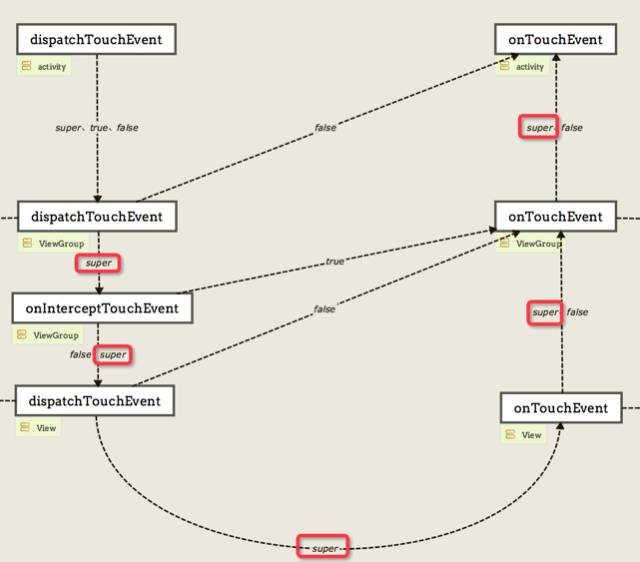 dispatchTouchEvent
onTouchEvent
activity
activity
super、true、false
false
super
false
dispatchTouchEvent
onTouchEvent
ViewGroup
ViewGroup
super
true
onInterceptTouchEvent
false
super
false
ViewGroup
false
super
dispatchTouchEvent
onTouchEvent
View
View
super